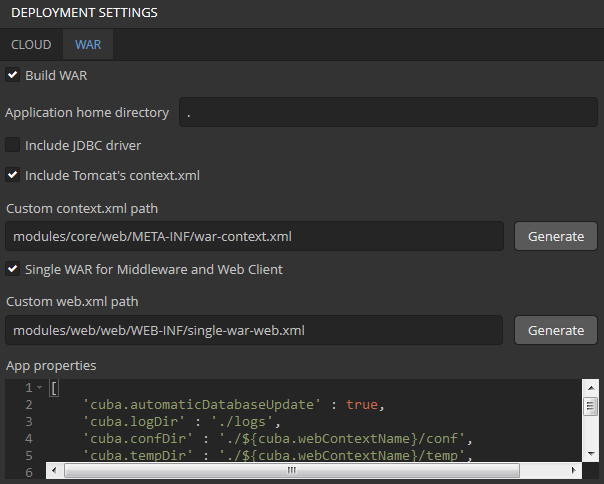 DEPLOYMENT SETTINGS
CLOUD WAR
Build WAR
Application home directory .
Include JDBC driver
Include Tomcat's context.xml
Custom context.xml path
modules/core/web/META-INF/war-context.xml Generate
Single WAR for Middleware and Web Client
Custom web.xml path
modules/web/web/WEB-INF/single-war-web.xml Generate
App properties
1 [
2 'cuba.automaticDatabaseUpdate' : true,
3 'cuba.logDir' : './logs',
4 'cuba.confDir' : './${cuba.webContextName}/conf',
5 'cuba.tempDir' : './${cuba.webContextName}/temp',
6